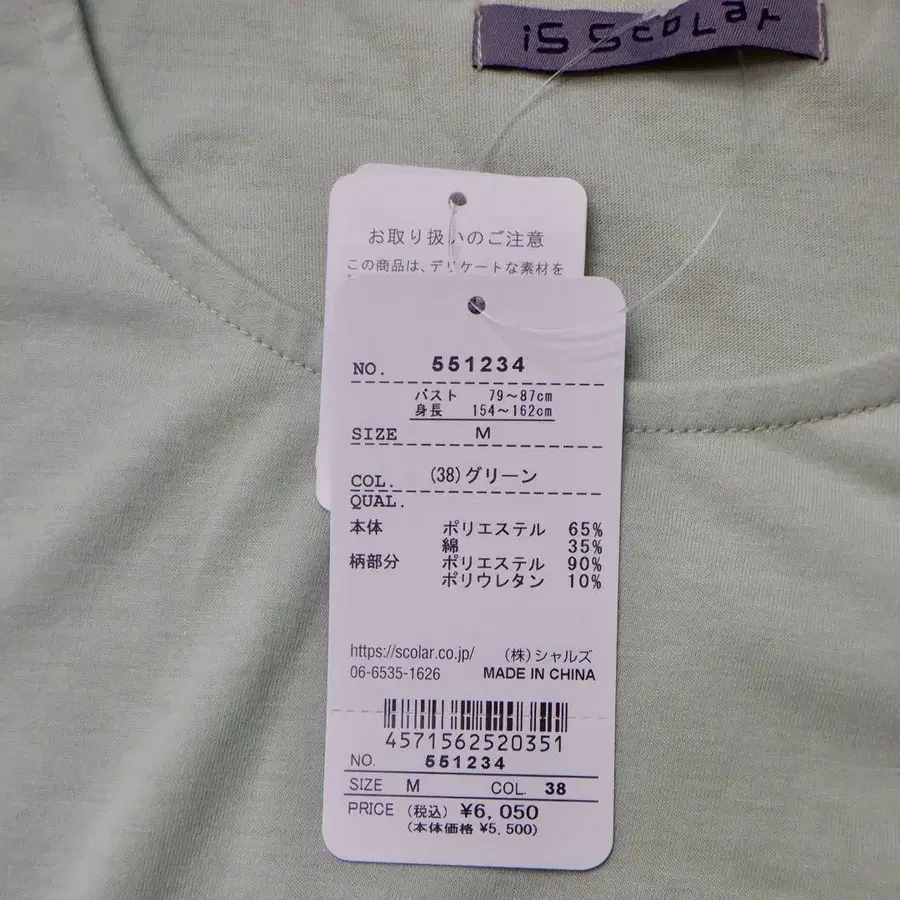 iS ScoLar
お取り扱いのご注意
この商品は、デリケートな素材を
NO. 551234
バスト 79～87cm
身長 154～162cm
SIZE M
COL. (38)グリーン
QUAL.
本体 ポリエステル 65%
綿 35%
柄部分 ポリエステル 90%
ポリウレタン 10%
https://scolar.co.jp/ (株)シャルズ
06-6535-1626 MADE IN CHINA
4571562520351
NO. 551234
SIZE M COL. 38
PRICE (税込) ¥6,050
(本体価格 ¥5,500)